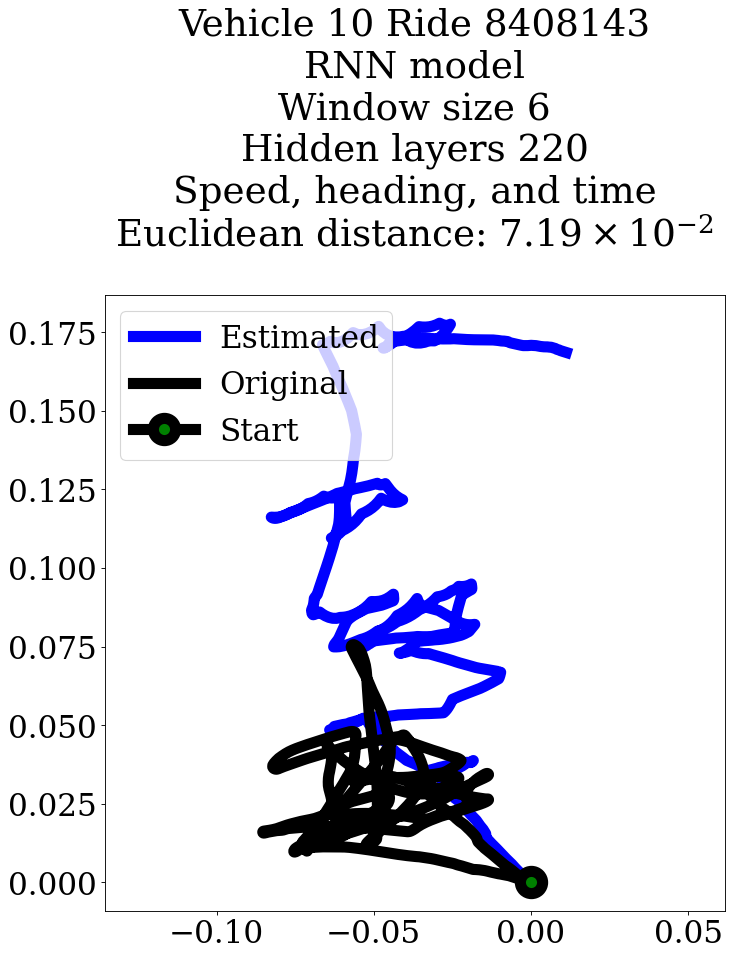 Vehicle 10 Ride 8408143
RNN model
Window size 6
Hidden layers 220
Speed, heading, and time
Euclidean distance: 7.19 × 10⁻²
Estimated
Original
Start
0.175
0.150
0.125
0.100
0.075
0.050
0.025
0.000
−0.10 −0.05 0.00 0.05